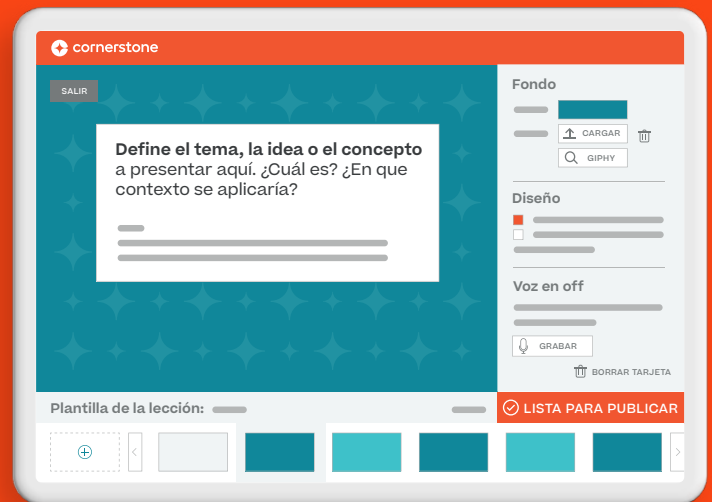 cornerstone
SALIR
Define el tema, la idea o el concepto
a presentar aquí. ¿Cuál es? ¿En que
contexto se aplicaría?
Fondo
CARGAR
GIPHY
Diseño
Voz en off
GRABAR
BORRAR TARJETA
Plantilla de la lección:
LISTA PARA PUBLICAR